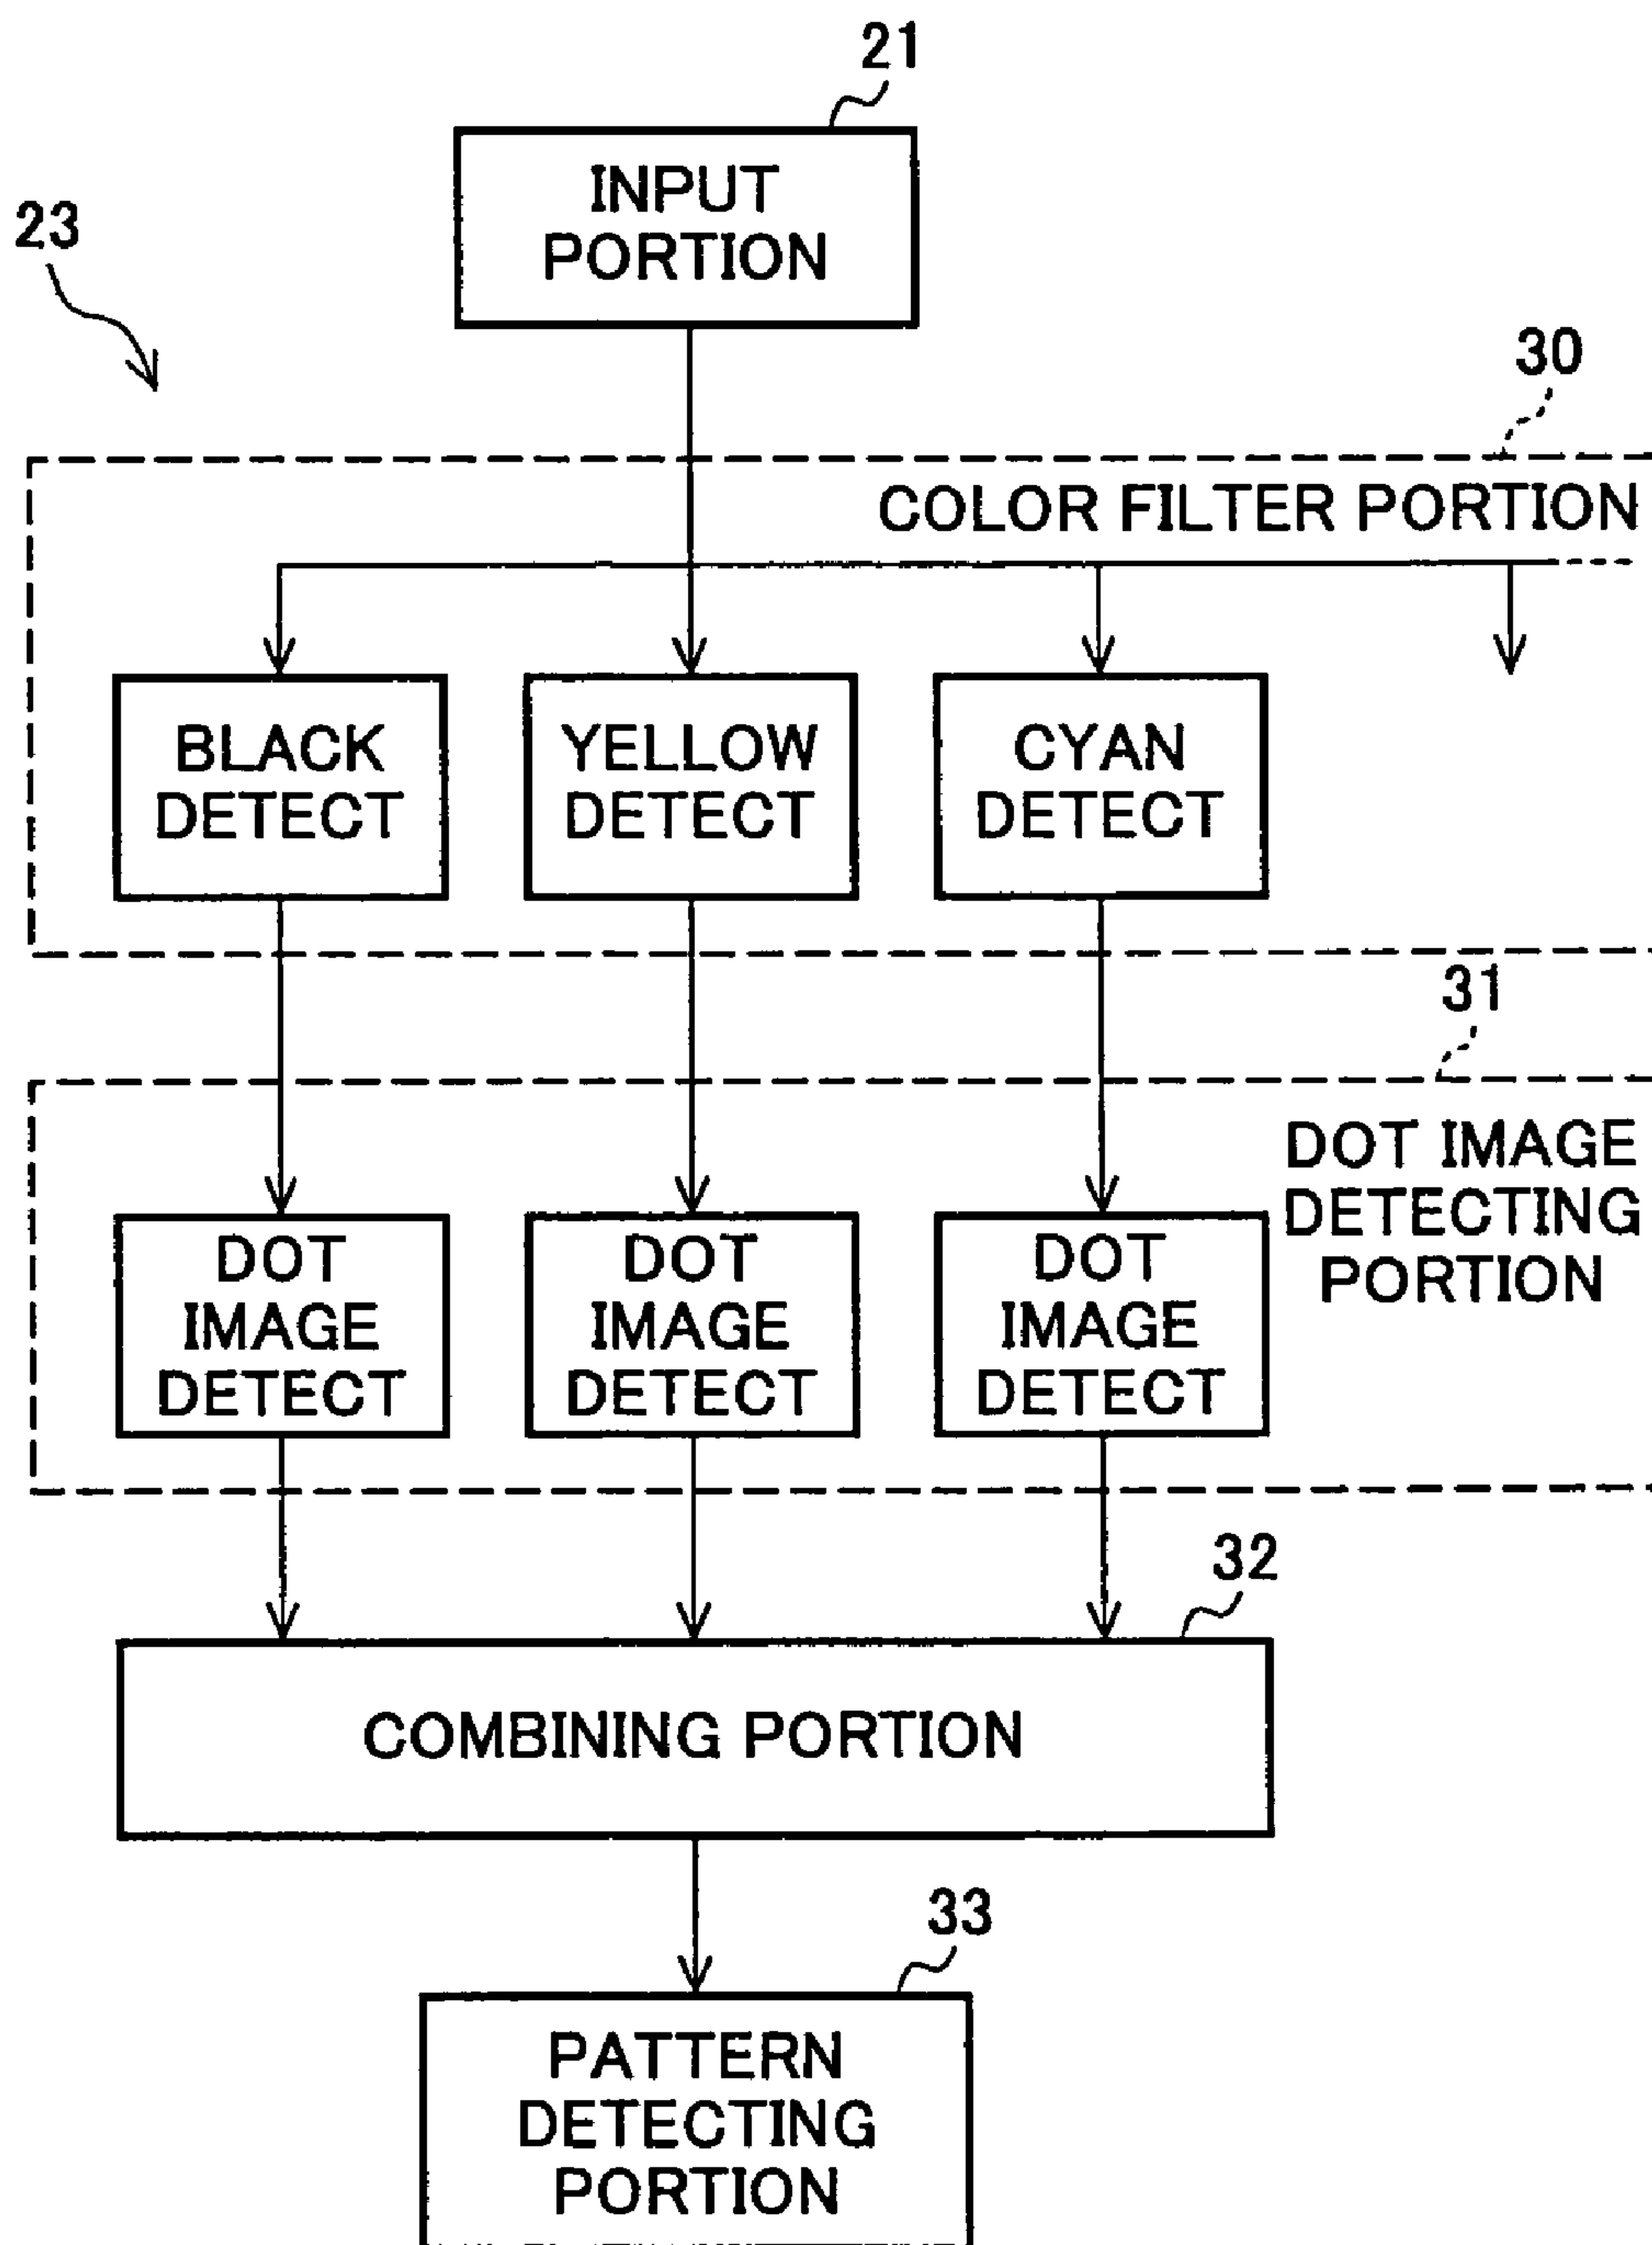 21
INPUT
PORTION
23
30
COLOR FILTER PORTION
BLACK
DETECT
YELLOW
DETECT
CYAN
DETECT
31
DOT IMAGE
DETECTING
PORTION
DOT
IMAGE
DETECT
DOT
IMAGE
DETECT
DOT
IMAGE
DETECT
32
COMBINING PORTION
33
PATTERN
DETECTING
PORTION